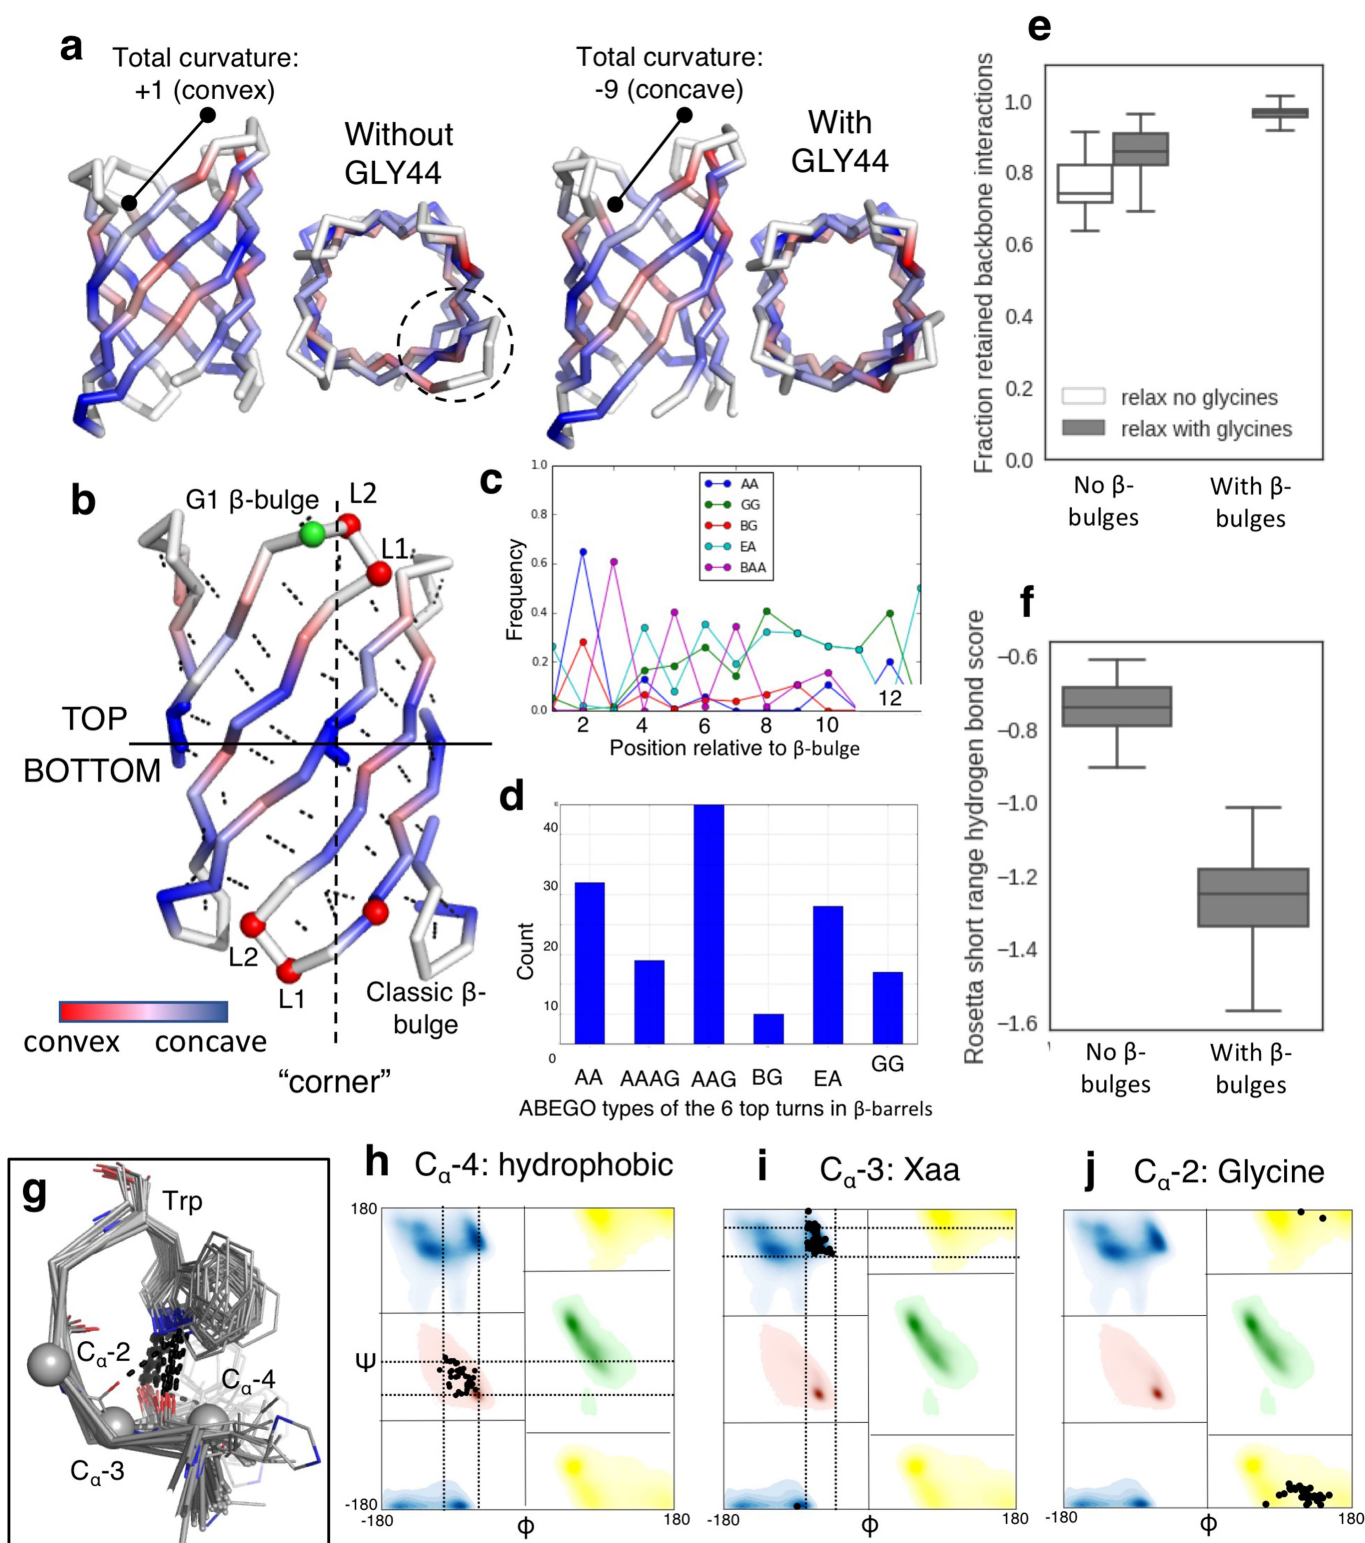 a
Total curvature:
+1 (convex)
Without
GLY44
Total curvature:
-9 (concave)
With
GLY44
b
G1 β-bulge
L2
L1
TOP
BOTTOM
L2
L1
Classic β-
bulge
convex
concave
“corner”
c
1.0
0.8
0.6
0.4
0.2
0.0
Frequency
AA
GG
BG
EA
BAA
2
4
6
8
10
12
Position relative to β-bulge
d
40
30
20
10
0
Count
AA
AAAG
AAG
BG
EA
GG
ABEGO types of the 6 top turns in β-barrels
e
Fraction retained backbone interactions
1.0
0.8
0.6
0.4
0.2
0.0
relax no glycines
relax with glycines
No β-
bulges
With β-
bulges
f
Rosetta short range hydrogen bond score
−0.6
−0.8
−1.0
−1.2
−1.4
−1.6
No β-
bulges
With β-
bulges
g
Trp
Cα-2
Cα-4
Cα-3
h
Cα-4: hydrophobic
180
Ψ
-180
-180
Φ
180
i
Cα-3: Xaa
-180
Φ
180
j
Cα-2: Glycine
-180
Φ
180